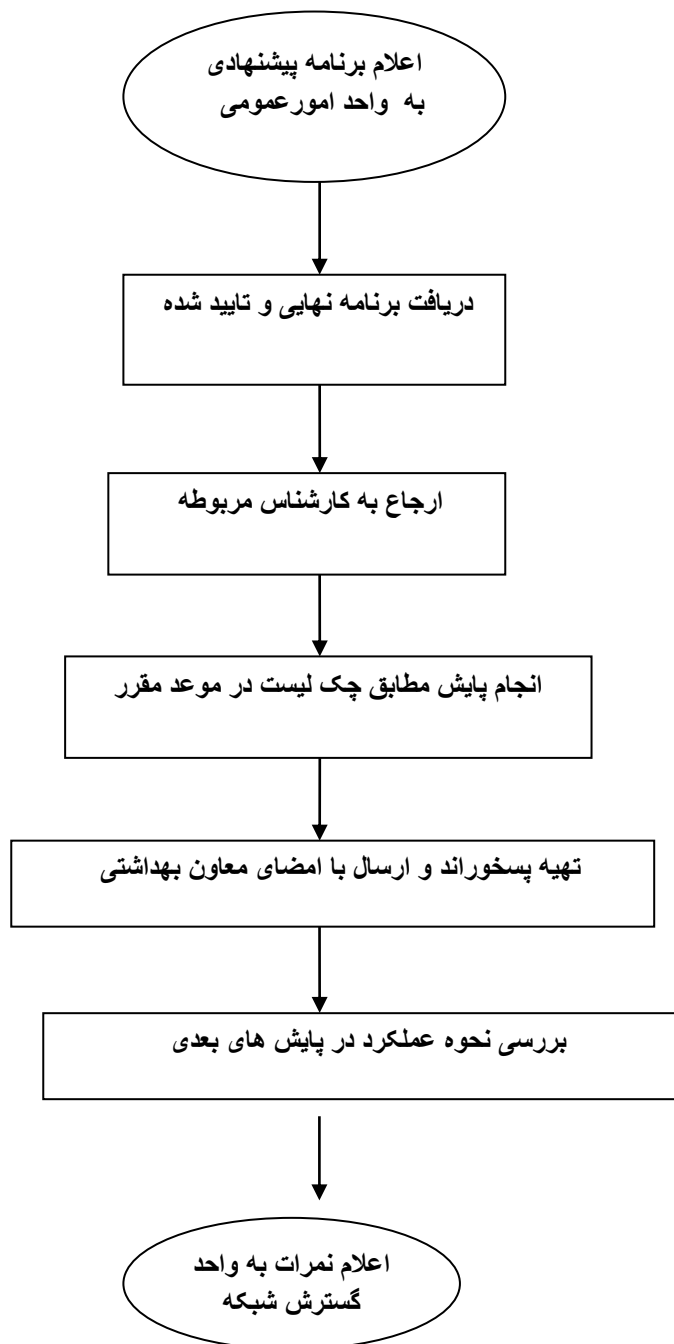 اعلام برنامه پیشنهادی
به واحد امورعمومی
دریافت برنامه نهایی و تایید شده
ارجاع به کارشناس مربوطه
انجام پایش مطابق چک لیست در موعد مقرر
تهیه پسخوراند و ارسال با امضای معاون بهداشتی
بررسی نحوه عملکرد در پایش های بعدی
اعلام نمرات به واحد
گسترش شبکه